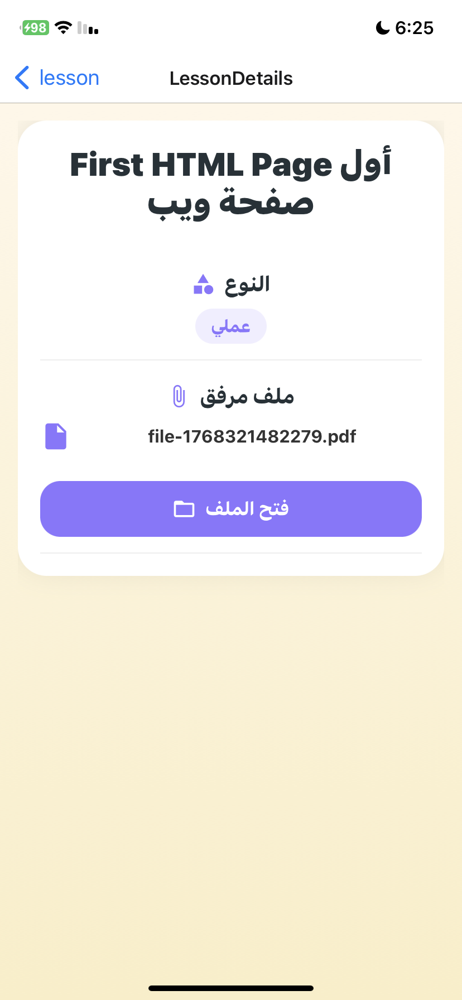 98
6:25
lesson
LessonDetails
أول First HTML Page
صفحة ويب
النوع
عملي
ملف مرفق
file-1768321482279.pdf
فتح الملف